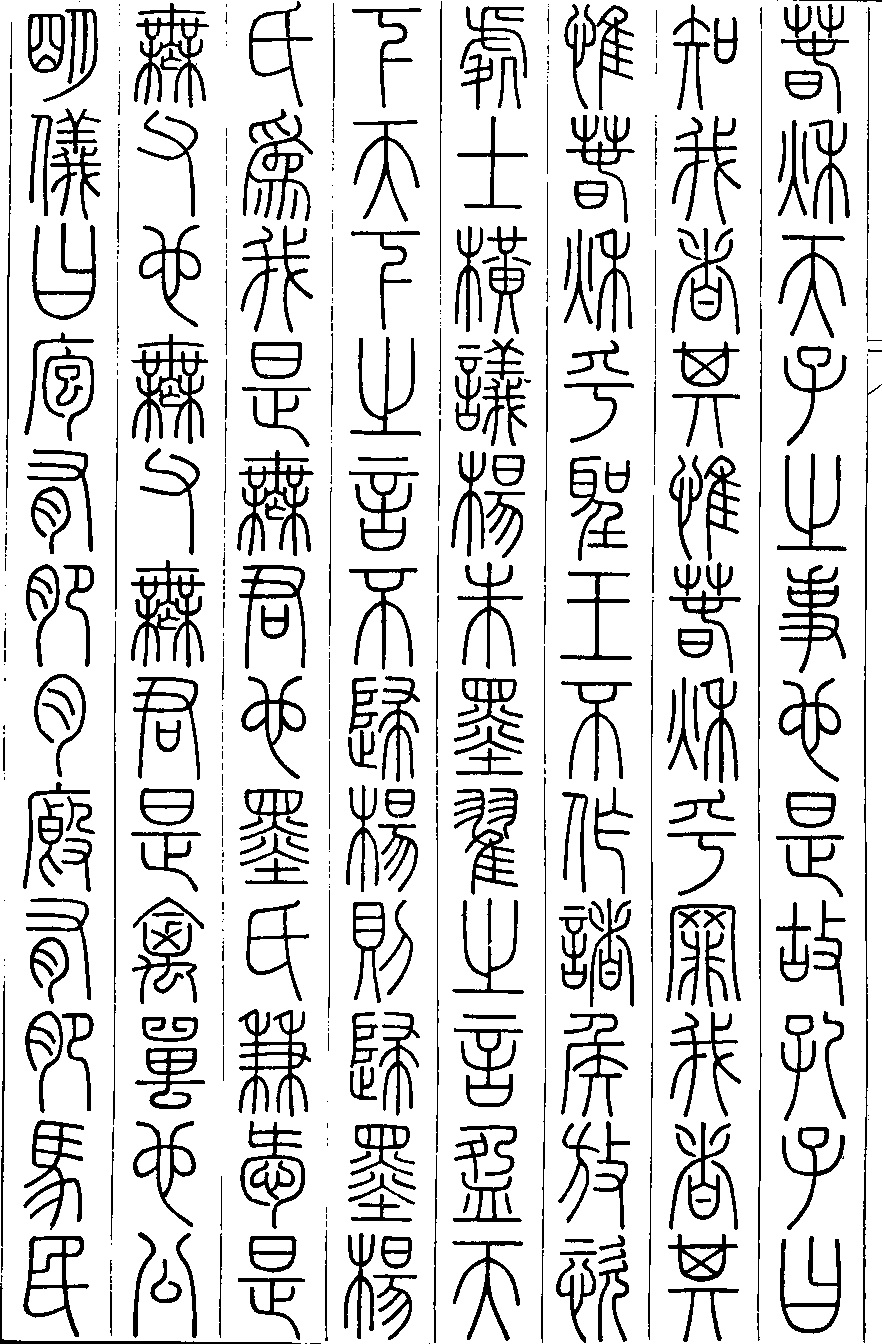 春秋天子之事也是故孔子曰
知我者其惟春秋乎罪我者其
惟春秋乎聖王不作諸侯放恣
處士橫議楊朱墨翟之言盈天
下天下之言不歸楊則歸墨楊
氏爲我是無君也墨氏兼愛是
無父也無父無君是禽獸也公
明儀曰庖有肥肉廄有肥馬民